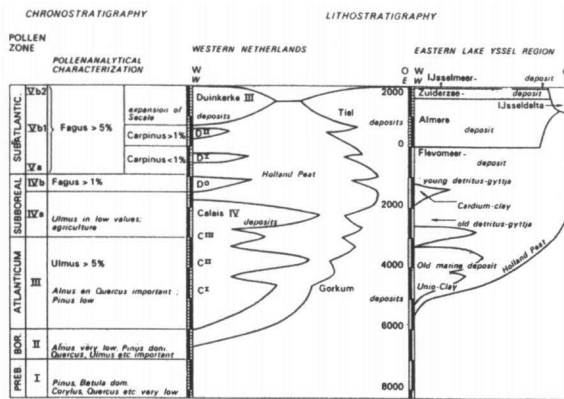 CHRONOSTRATIGRAPHY
LITHOSTRATIGRAPHY
POLLEN
ZONE
POLLENANALYTICAL
CHARACTERIZATION
WESTERN NETHERLANDS
EASTERN LAKE YSSEL REGION
W
W
O
E
W
W
O
SUBATLANTIC.
Vb2
Vb1
Va
Fagus > 5%
expansion of
Secale
Carpinus > 1%
Carpinus < 1%
SUBBOREAL
IVb
Fagus > 1%
IVa
Ulmus in low values;
agriculture
ATLANTICUM
III
Ulmus > 5%
Alnus en Quercus important ;
Pinus low
BOR.
II
Alnus very low, Pinus dom.
Quercus, Ulmus etc important
PREB.
I
Pinus, Betula dom.
Corylus, Quercus etc very low
Duinkerke III
deposits
D II
D I
D O
Holland Peat
Calais IV
deposits
C III
C II
C I
Tiel
deposits
Gorkum
deposits
2000
0
2000
4000
6000
8000
IJsselmeer-
deposit
Zuiderzee-
deposit
IJsseldelta
Almere
deposit
Flevomeer-
deposit
young detritus-gyttja
Cardium-clay
old detritus-gyttja
Old marine deposit
Unio-Clay
Holland Peat